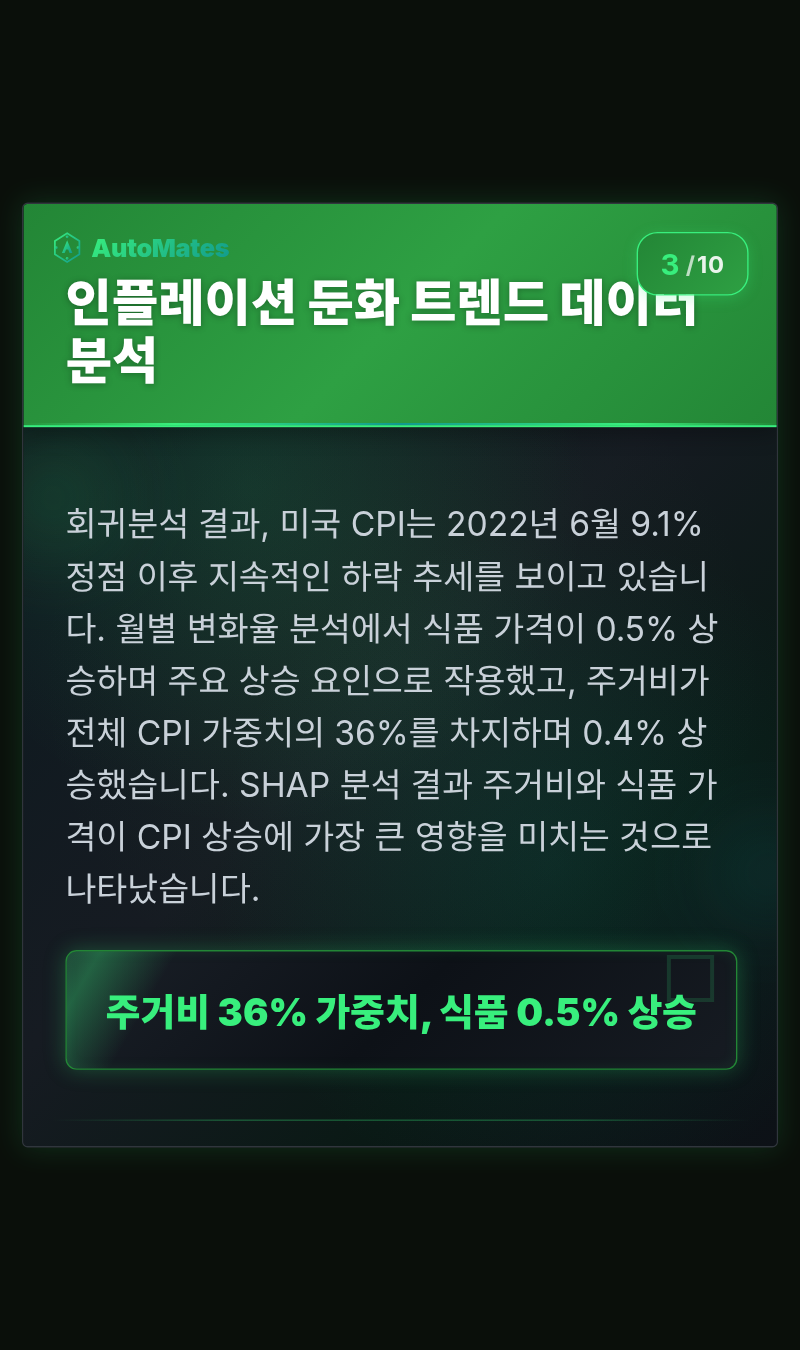 AutoMates
3 /10
인플레이션 둔화 트렌드 데이터
분석
회귀분석 결과, 미국 CPI는 2022년 6월 9.1%
정점 이후 지속적인 하락 추세를 보이고 있습니
다. 월별 변화율 분석에서 식품 가격이 0.5% 상
승하며 주요 상승 요인으로 작용했고, 주거비가
전체 CPI 가중치의 36%를 차지하며 0.4% 상
승했습니다. SHAP 분석 결과 주거비와 식품 가
격이 CPI 상승에 가장 큰 영향을 미치는 것으로
나타났습니다.
주거비 36% 가중치, 식품 0.5% 상승